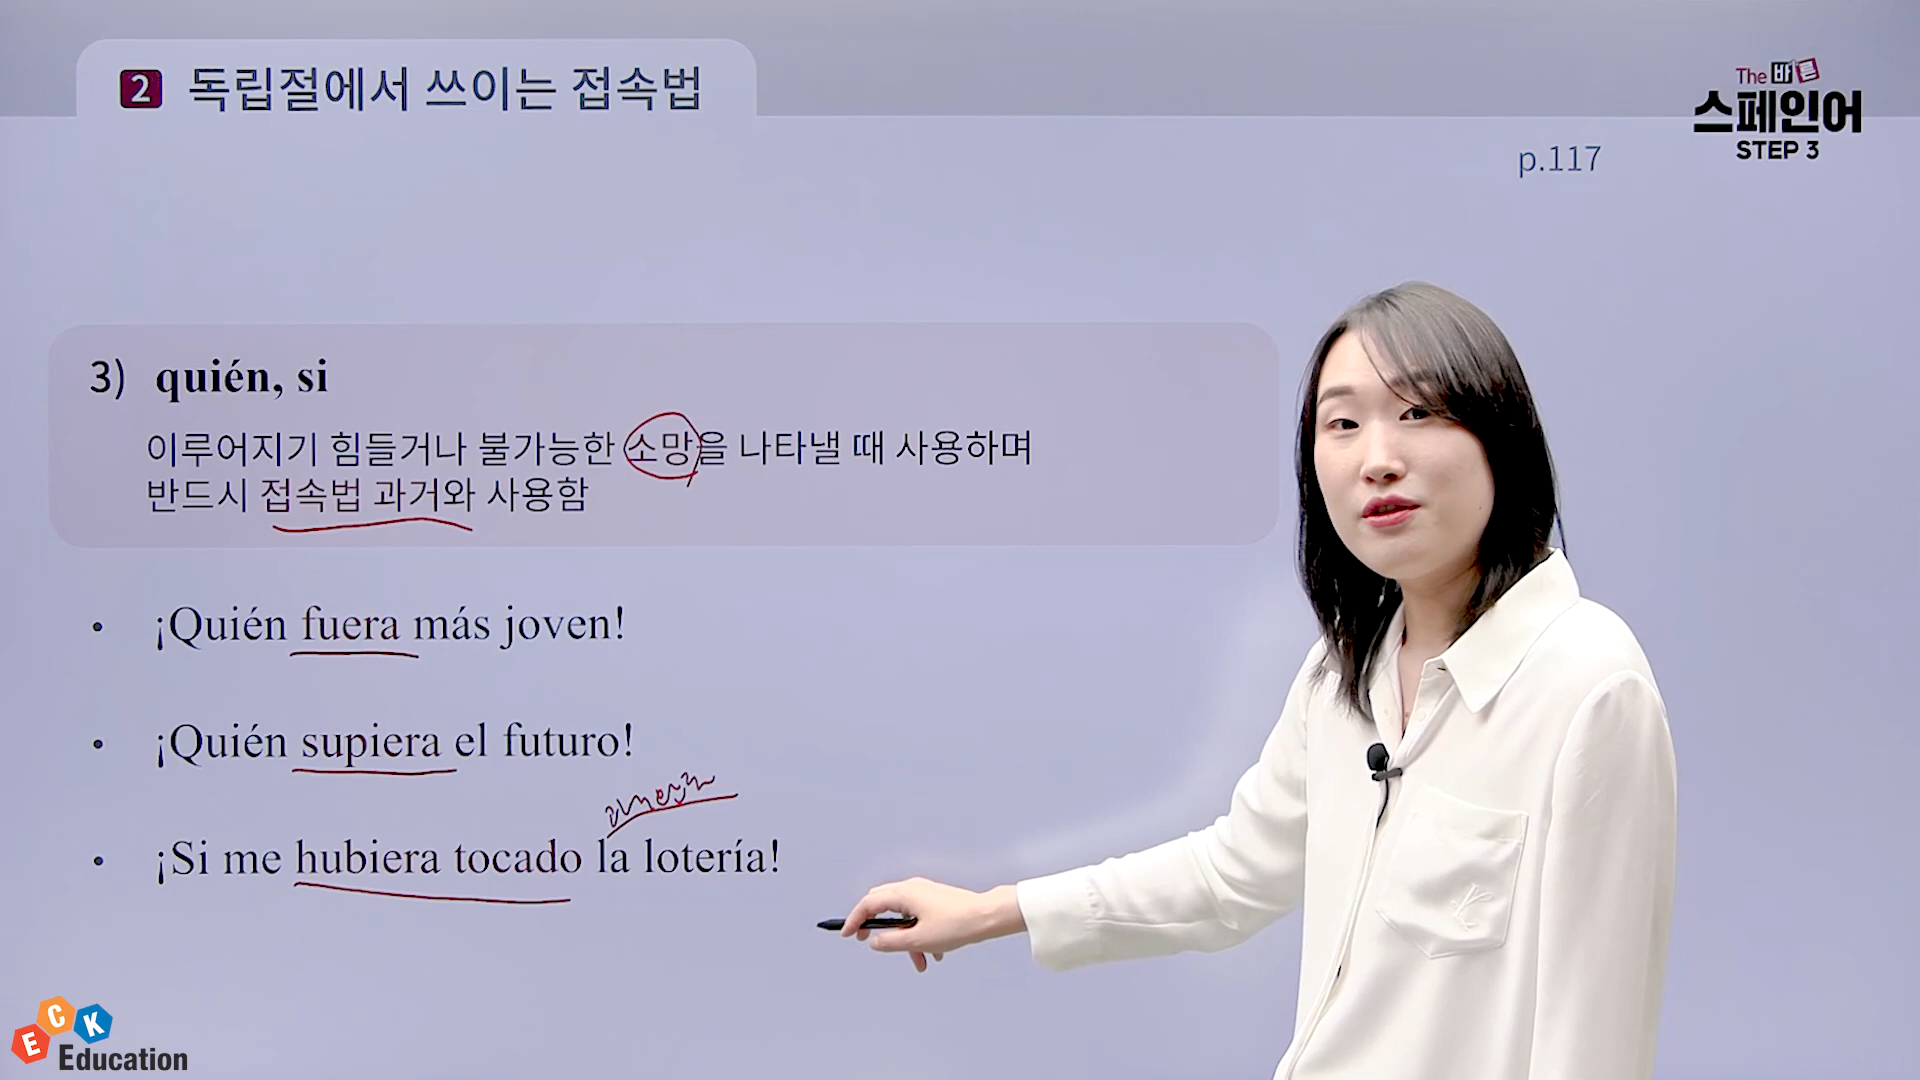 2 독립절에서 쓰이는 접속법
The 바른
스페인어
STEP 3
p.117
3) quién, si
이루어지기 힘들거나 불가능한 소망을 나타낼 때 사용하며
반드시 접속법 과거와 사용함
• ¡Quién fuera más joven!
• ¡Quién supiera el futuro!
• ¡Si me hubiera tocado la lotería!
ECK
Education